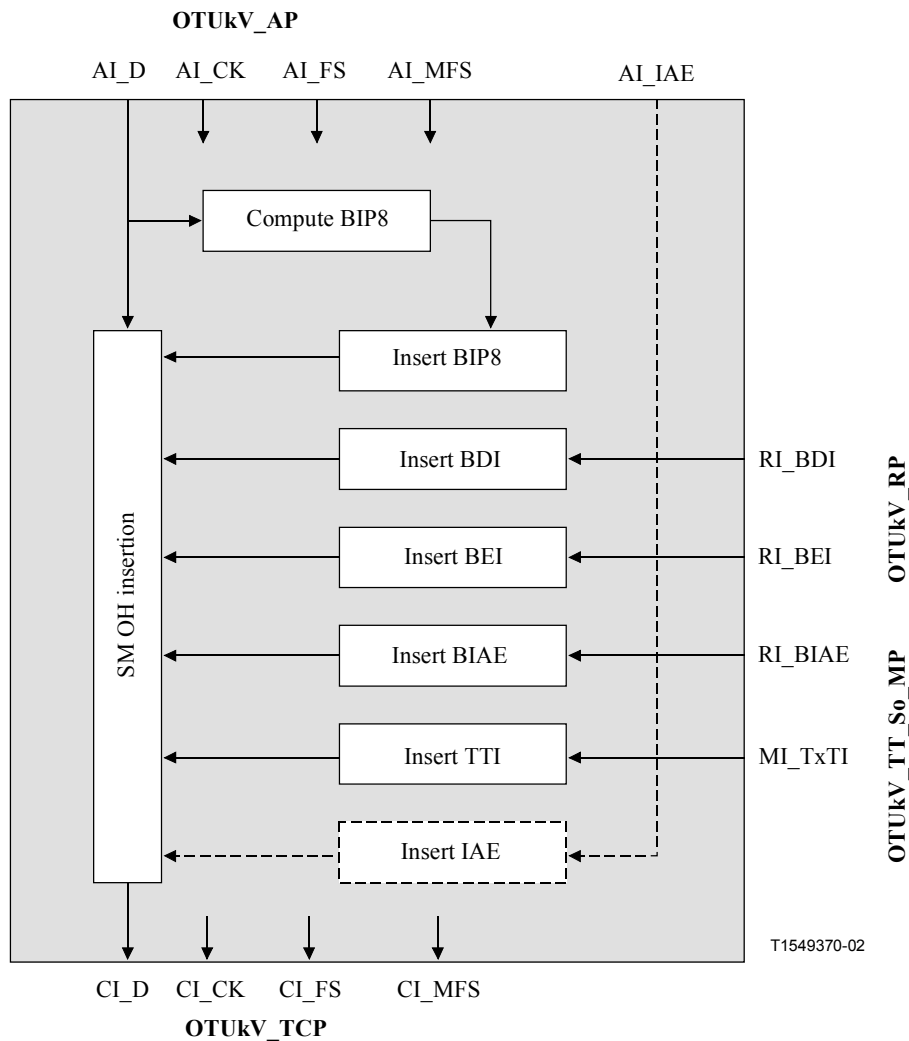 OTUkV_AP
AI_D AI_CK AI_FS AI_MFS AI_IAE
Compute BIP8
Insert BIP8
Insert BDI RI_BDI
Insert BEI RI_BEI
Insert BIAE RI_BIAE
Insert TTI MI_TxTI
Insert IAE
SM OH insertion
OTUkV_RP
OTUkV_TT_So_MP
T1549370-02
CI_D CI_CK CI_FS CI_MFS
OTUkV_TCP